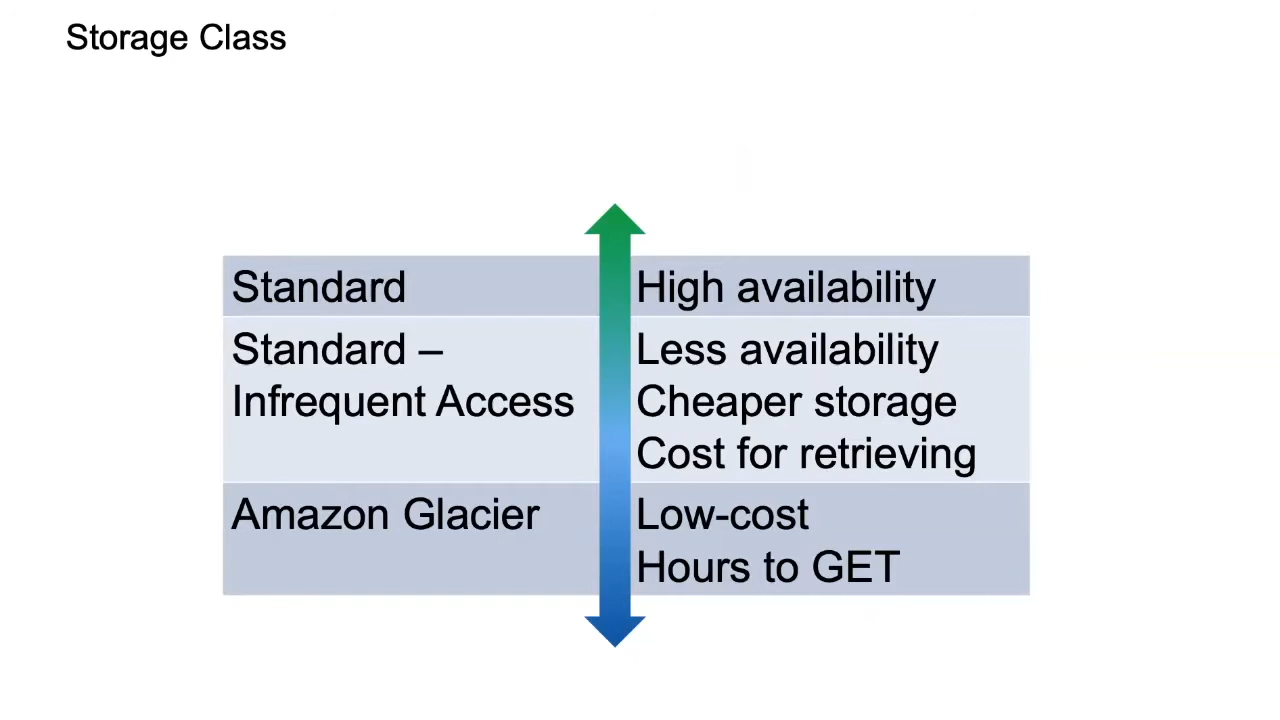 Storage Class
Standard
High availability
Standard –
Infrequent Access
Less availability
Cheaper storage
Cost for retrieving
Amazon Glacier
Low-cost
Hours to GET